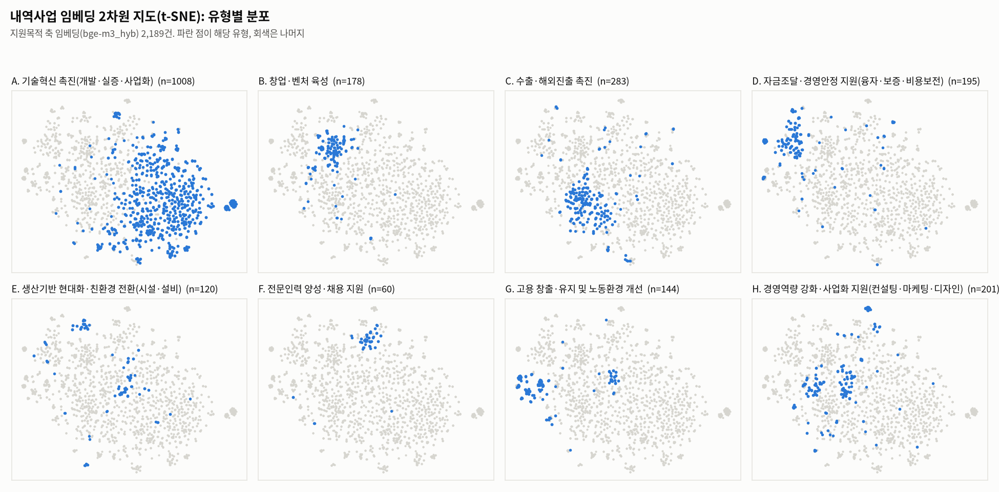 내역사업 임베딩 2차원 지도(t-SNE): 유형별 분포
지원목적 축 임베딩(bge-m3_hyb) 2,189건. 파란 점이 해당 유형, 회색은 나머지
A. 기술혁신 촉진(개발·실증·사업화) (n=1008)
B. 창업·벤처 육성 (n=178)
C. 수출·해외진출 촉진 (n=283)
D. 자금조달·경영안정 지원(융자·보증·비용보전) (n=195)
E. 생산기반 현대화·친환경 전환(시설·설비) (n=120)
F. 전문인력 양성·채용 지원 (n=60)
G. 고용 창출·유지 및 노동환경 개선 (n=144)
H. 경영역량 강화·사업화 지원(컨설팅·마케팅·디자인) (n=201)